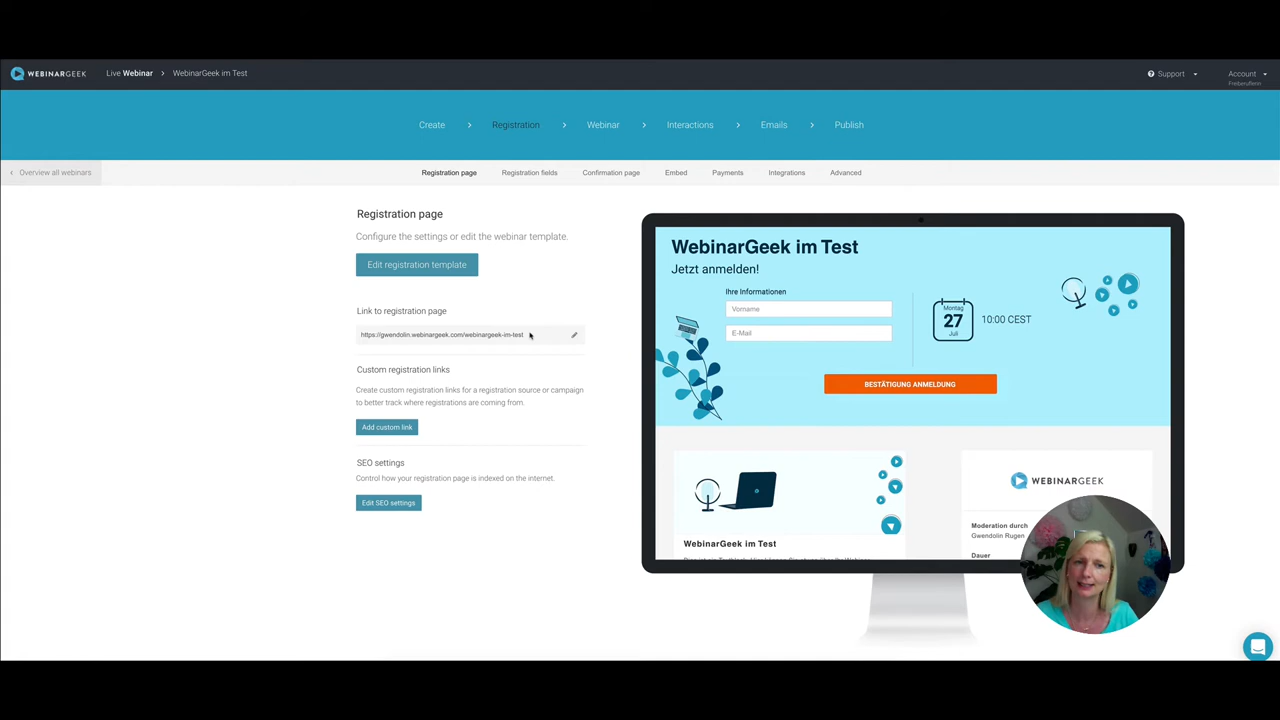 WEBINARGEEK
Live Webinar > WebinarGeek im Test
Support
Account
Freiberuflerin
Create > Registration > Webinar > Interactions > Emails > Publish
< Overview all webinars
Registration page
Registration fields
Confirmation page
Embed
Payments
Integrations
Advanced
Registration page
Configure the settings or edit the webinar template.
Edit registration template
Link to registration page
https://gwendolin.webinargeek.com/webinargeek-im-test
Custom registration links
Create custom registration links for a registration source or campaign
to better track where registrations are coming from.
Add custom link
SEO settings
Control how your registration page is indexed on the internet.
Edit SEO settings
WebinarGeek im Test
Jetzt anmelden!
Ihre Informationen
Vorname
E-Mail
Montag
27
Juli
10:00 CEST
BESTÄTIGUNG ANMELDUNG
WebinarGeek im Test
WEBINARGEEK
Moderation durch
Gwendolin Rugen
Dauer